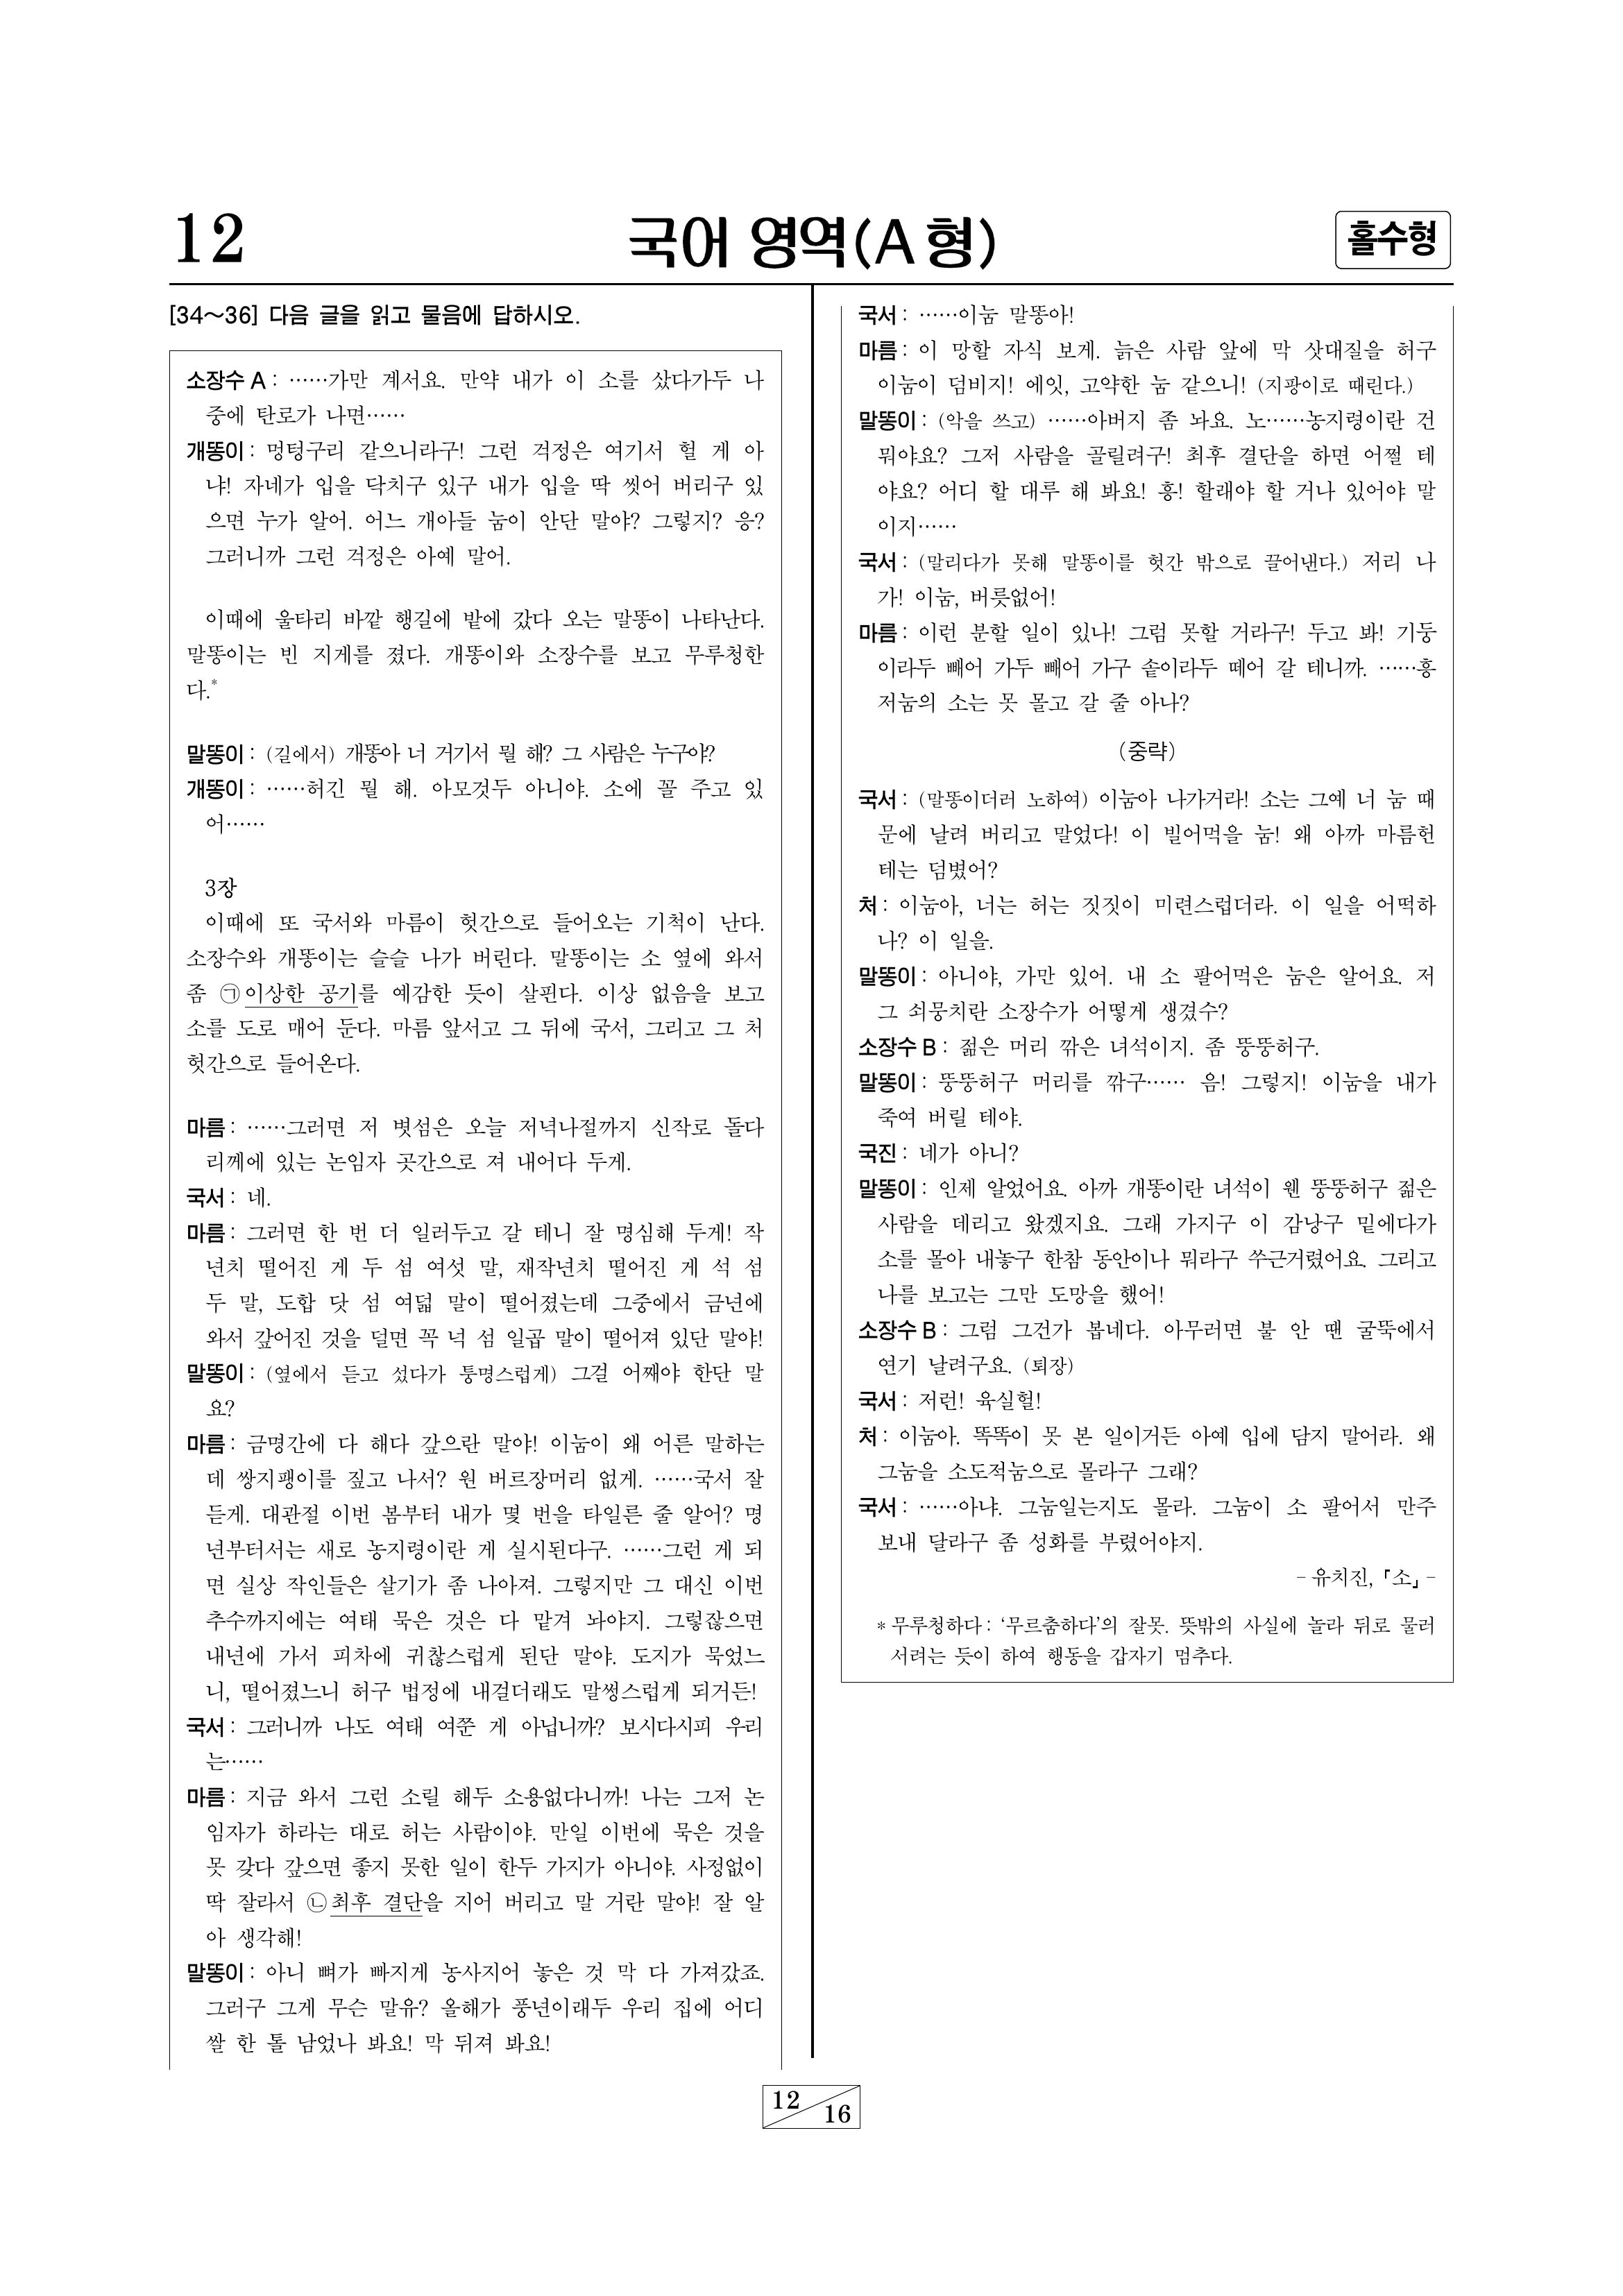 12
국어 영역(A형)
홀수형
[34～36] 다음 글을 읽고 물음에 답하시오.
소장수 A : ……가만 계서요. 만약 내가 이 소를 샀다가두 나
중에 탄로가 나면……
개똥이 : 멍텅구리 같으니라구! 그런 걱정은 여기서 헐 게 아
냐! 자네가 입을 닥치구 있구 내가 입을 딱 씻어 버리구 있
으면 누가 알어. 어느 개아들 눔이 안단 말야? 그렇지? 응?
그러니까 그런 걱정은 아예 말어.
이때에 울타리 바깥 행길에 밭에 갔다 오는 말똥이 나타난다.
말똥이는 빈 지게를 졌다. 개똥이와 소장수를 보고 무루청한
다.*
말똥이 : (길에서) 개똥아 너 거기서 뭘 해? 그 사람은 누구야?
개똥이 : ……허긴 뭘 해. 아모것두 아니야. 소에 꼴 주고 있
어……
3장
이때에 또 국서와 마름이 헛간으로 들어오는 기척이 난다.
소장수와 개똥이는 슬슬 나가 버린다. 말똥이는 소 옆에 와서
좀 ㉠이상한 공기를 예감한 듯이 살핀다. 이상 없음을 보고
소를 도로 매어 둔다. 마름 앞서고 그 뒤에 국서, 그리고 그 처
헛간으로 들어온다.
마름 : ……그러면 저 볏섬은 오늘 저녁나절까지 신작로 돌다
리께에 있는 논임자 곳간으로 져 내어다 두게.
국서 : 네.
마름 : 그러면 한 번 더 일러두고 갈 테니 잘 명심해 두게! 작
년치 떨어진 게 두 섬 여섯 말, 재작년치 떨어진 게 석 섬
두 말, 도합 닷 섬 여덟 말이 떨어졌는데 그중에서 금년에
와서 갚어진 것을 덜면 꼭 넉 섬 일곱 말이 떨어져 있단 말야!
말똥이 : (옆에서 듣고 섰다가 퉁명스럽게) 그걸 어째야 한단 말
요?
마름 : 금명간에 다 해다 갚으란 말야! 이눔이 왜 어른 말하는
데 쌍지팽이를 짚고 나서? 원 버르장머리 없게. ……국서 잘
듣게. 대관절 이번 봄부터 내가 몇 번을 타일른 줄 알어? 명
년부터서는 새로 농지령이란 게 실시된다구. ……그런 게 되
면 실상 작인들은 살기가 좀 나아져. 그렇지만 그 대신 이번
추수까지에는 여태 묵은 것은 다 맡겨 놔야지. 그렇잖으면
내년에 가서 피차에 귀찮스럽게 된단 말야. 도지가 묵었느
니, 떨어졌느니 허구 법정에 내걸더래도 말썽스럽게 되거든!
국서 : 그러니까 나도 여태 여쭌 게 아닙니까? 보시다시피 우리
는……
마름 : 지금 와서 그런 소릴 해두 소용없다니까! 나는 그저 논
임자가 하라는 대로 허는 사람이야. 만일 이번에 묵은 것을
못 갖다 갚으면 좋지 못한 일이 한두 가지가 아니야. 사정없이
딱 잘라서 ㉡최후 결단을 지어 버리고 말 거란 말야! 잘 알
아 생각해!
말똥이 : 아니 뼈가 빠지게 농사지어 놓은 것 막 다 가져갔죠.
그러구 그게 무슨 말유? 올해가 풍년이래두 우리 집에 어디
쌀 한 톨 남었나 봐요! 막 뒤져 봐요!
국서 : ……이눔 말똥아!
마름 : 이 망할 자식 보게. 늙은 사람 앞에 막 삿대질을 허구
이눔이 덤비지! 에잇, 고약한 눔 같으니! (지팡이로 때린다.)
말똥이 : (악을 쓰고) ……아버지 좀 놔요. 노……농지령이란 건
뭐야요? 그저 사람을 골릴려구! 최후 결단을 하면 어쩔 테
야요? 어디 할 대루 해 봐요! 흥! 할래야 할 거나 있어야 말
이지……
국서 : (말리다가 못해 말똥이를 헛간 밖으로 끌어낸다.) 저리 나
가! 이눔, 버릇없어!
마름 : 이런 분할 일이 있나! 그럼 못할 거라구! 두고 봐! 기둥
이라두 빼어 가두 빼어 가구 솥이라두 떼어 갈 테니까. ……흥
저눔의 소는 못 몰고 갈 줄 아나?
(중략)
국서 : (말똥이더러 노하여) 이눔아 나가거라! 소는 그예 너 눔 때
문에 날려 버리고 말었다! 이 빌어먹을 눔! 왜 아까 마름헌
테는 덤볐어?
처 : 이눔아, 너는 허는 짓짓이 미련스럽더라. 이 일을 어떡하
나? 이 일을.
말똥이 : 아니야, 가만 있어. 내 소 팔어먹은 눔은 알어요. 저
그 쇠뭉치란 소장수가 어떻게 생겼수?
소장수 B : 젊은 머리 깎은 녀석이지. 좀 뚱뚱허구.
말똥이 : 뚱뚱허구 머리를 깎구…… 음! 그렇지! 이눔을 내가
죽여 버릴 테야.
국진 : 네가 아니?
말똥이 : 인제 알었어요. 아까 개똥이란 녀석이 웬 뚱뚱허구 젊은
사람을 데리고 왔겠지요. 그래 가지구 이 감낭구 밑에다가
소를 몰아 내놓구 한참 동안이나 뭐라구 쑤근거렸어요. 그리고
나를 보고는 그만 도망을 했어!
소장수 B : 그럼 그건가 봅네다. 아무러면 불 안 땐 굴뚝에서
연기 날려구요. (퇴장)
국서 : 저런! 육실헐!
처 : 이눔아. 똑똑이 못 본 일이거든 아예 입에 담지 말어라. 왜
그눔을 소도적눔으로 몰라구 그래?
국서 : ……아냐. 그눔일는지도 몰라. 그눔이 소 팔어서 만주
보내 달라구 좀 성화를 부렸어야지.
- 유치진, 「소」 -
* 무루청하다 : ‘무르춤하다’의 잘못. 뜻밖의 사실에 놀라 뒤로 물러
서려는 듯이 하여 행동을 갑자기 멈추다.
12
16